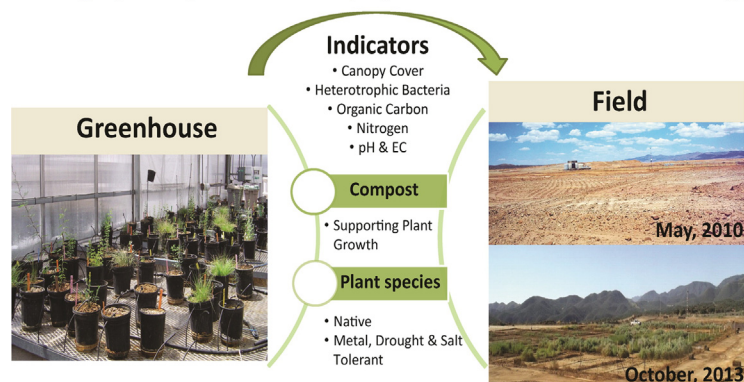 Indicators
• Canopy Cover
• Heterotrophic Bacteria
• Organic Carbon
• Nitrogen
• pH & EC
Greenhouse
Compost
• Supporting Plant
Growth
Plant species
• Native
• Metal, Drought & Salt
Tolerant
Field
May, 2010
October, 2013